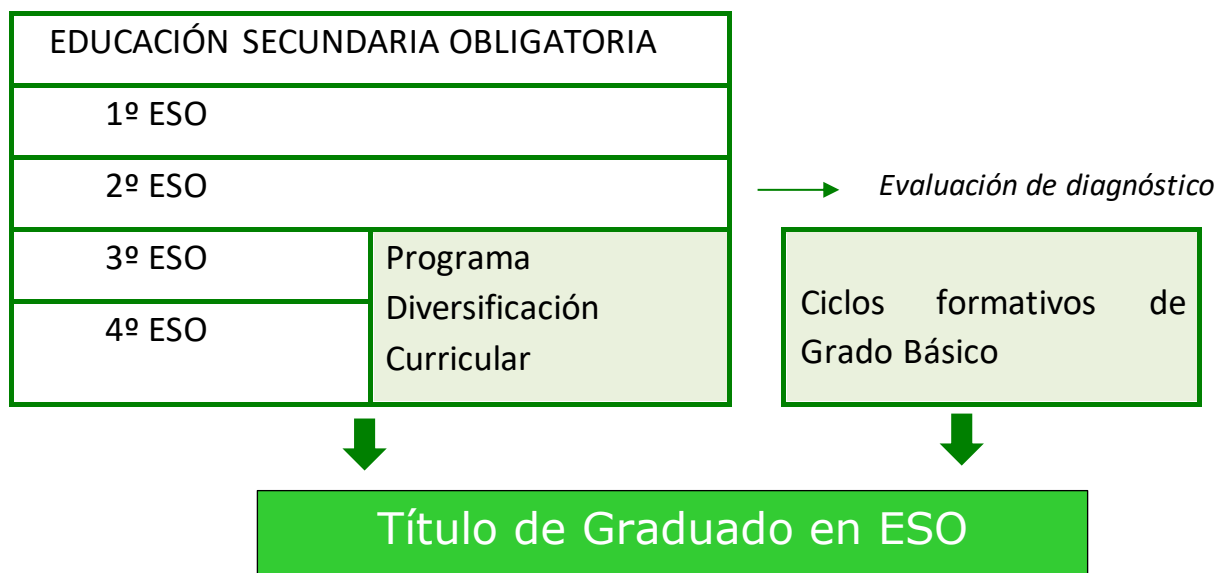 EDUCACIÓN SECUNDARIA OBLIGATORIA
1º ESO
2º ESO
Evaluación de diagnóstico
3º ESO
4º ESO
Programa
Diversificación
Curricular
Ciclos formativos de
Grado Básico
Título de Graduado en ESO